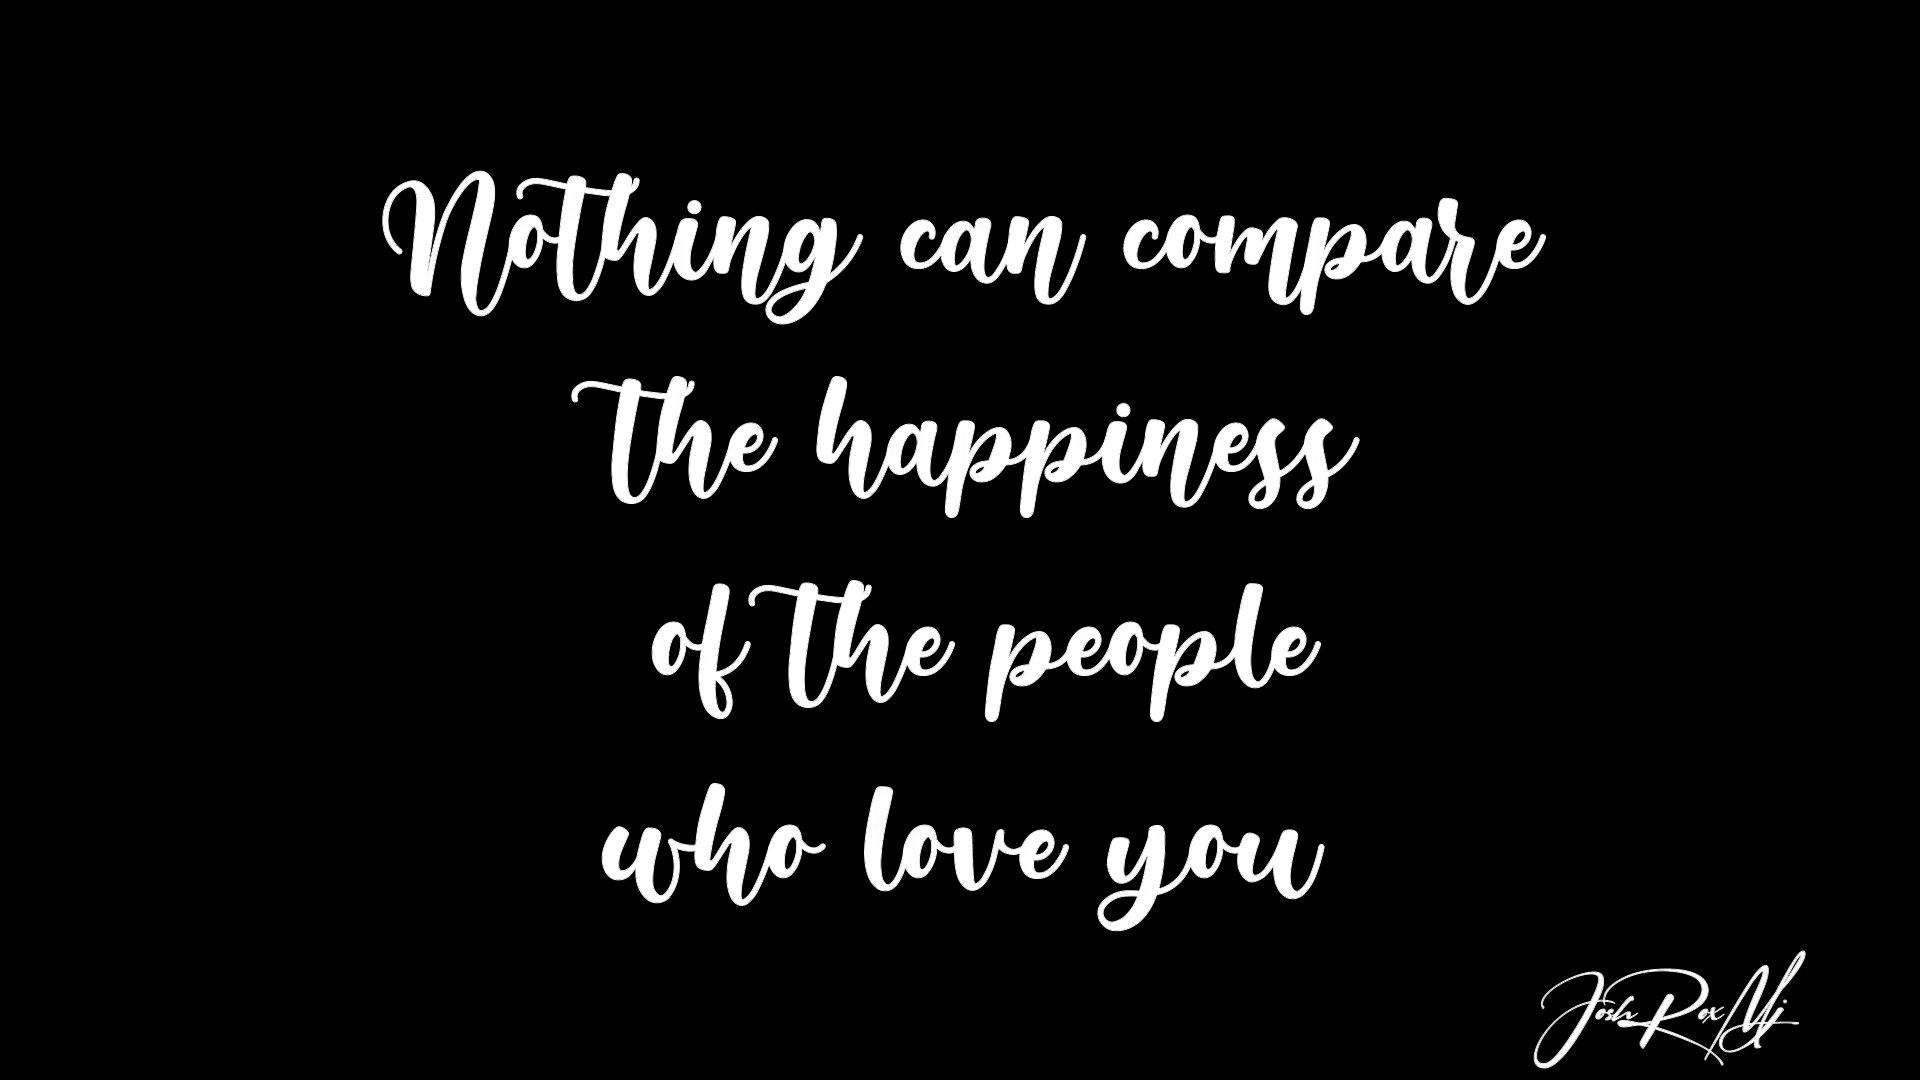 Nothing can compare
the happiness
of the people
who love you